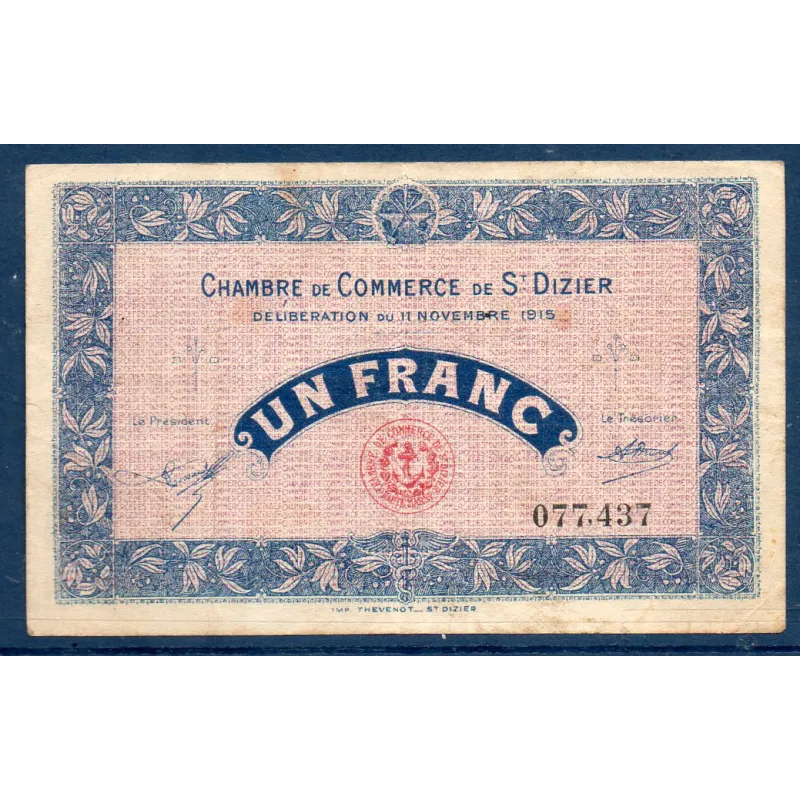 CHAMBRE DE COMMERCE DE ST DIZIER
DÉLIBÉRATION DU 11 NOVEMBRE 1915
UN FRANC
Le Président
Le Trésorier
077.437
IMP. THEVENOT_ ST DIZIER